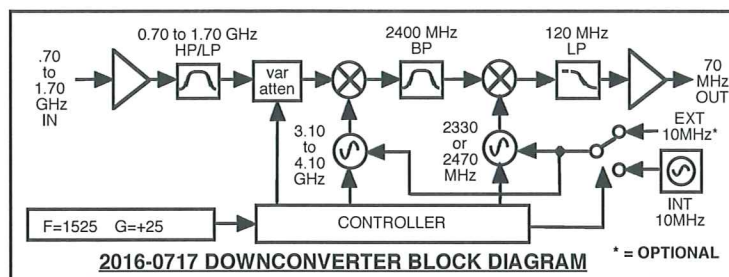 .70
to
1.70
GHz
IN
0.70 to 1.70 GHz
HP/LP
var
atten
2400 MHz
BP
120 MHz
LP
70
MHz
OUT
3.10
to
4.10
GHz
2330
or
2470
MHz
EXT
10MHz*
INT
10MHz
F=1525 G=+25
CONTROLLER
2016-0717 DOWNCONVERTER BLOCK DIAGRAM
* = OPTIONAL